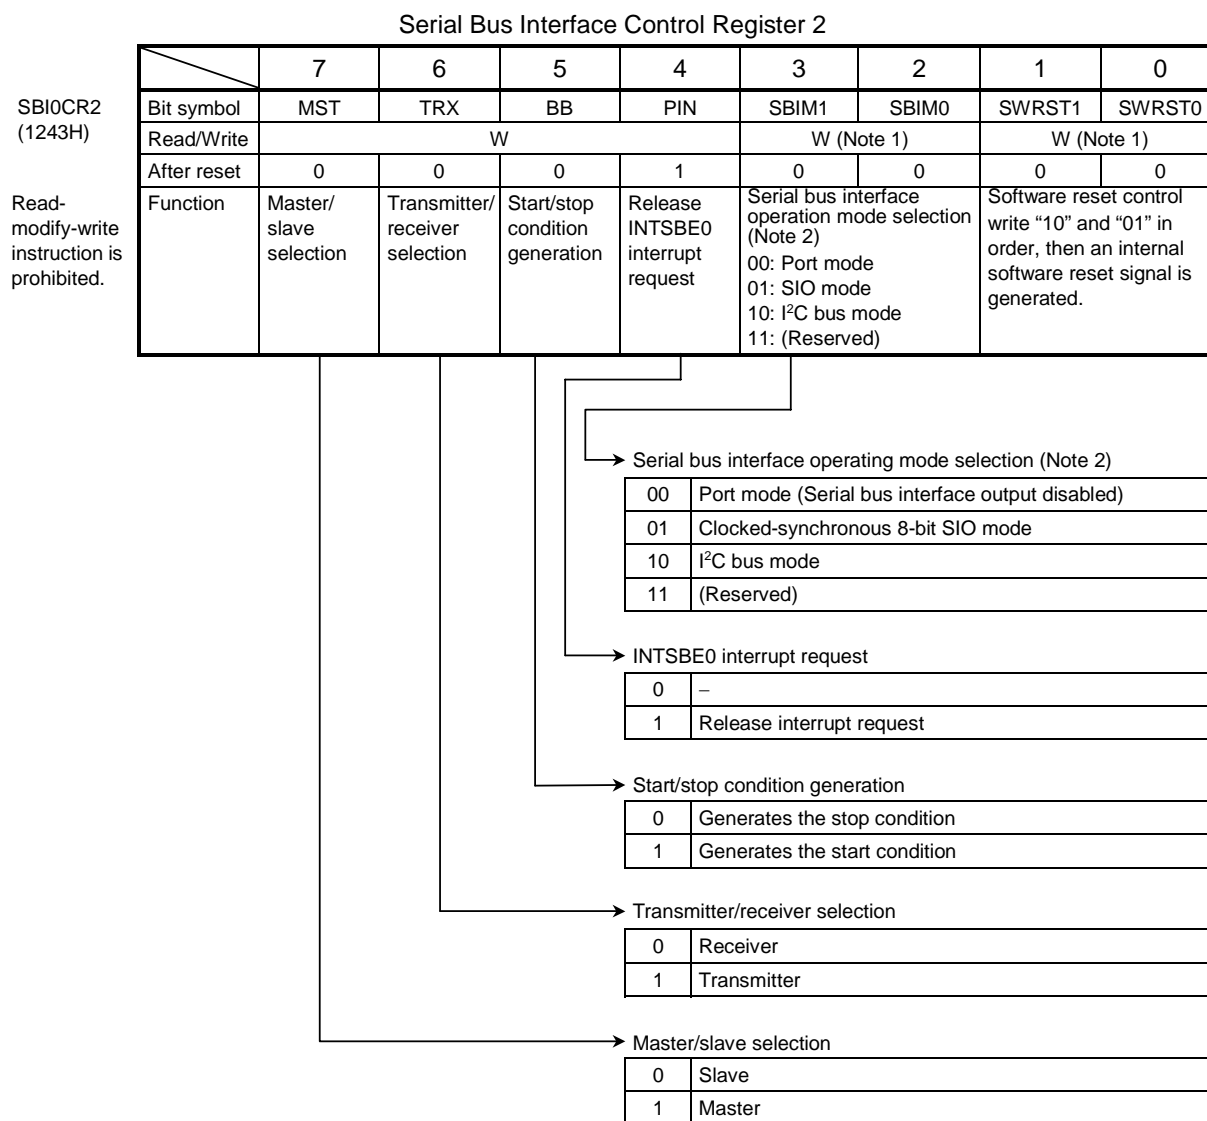 Serial Bus Interface Control Register 2
7 6 5 4 3 2 1 0
SBI0CR2
(1243H)
Bit symbol MST TRX BB PIN SBIM1 SBIM0 SWRST1 SWRST0
Read/Write W W (Note 1) W (Note 1)
After reset 0 0 0 1 0 0 0 0
Read-
modify-write
instruction is
prohibited.
Function
Master/
slave
selection
Transmitter/
receiver
selection
Start/stop
condition
generation
Release
INTSBE0
interrupt
request
Serial bus interface
operation mode selection
(Note 2)
00: Port mode
01: SIO mode
10: I²C bus mode
11: (Reserved)
Software reset control
write “10” and “01” in
order, then an internal
software reset signal is
generated.
Serial bus interface operating mode selection (Note 2)
00 Port mode (Serial bus interface output disabled)
01 Clocked-synchronous 8-bit SIO mode
10 I²C bus mode
11 (Reserved)
INTSBE0 interrupt request
0 –
1 Release interrupt request
Start/stop condition generation
0 Generates the stop condition
1 Generates the start condition
Transmitter/receiver selection
0 Receiver
1 Transmitter
Master/slave selection
0 Slave
1 Master